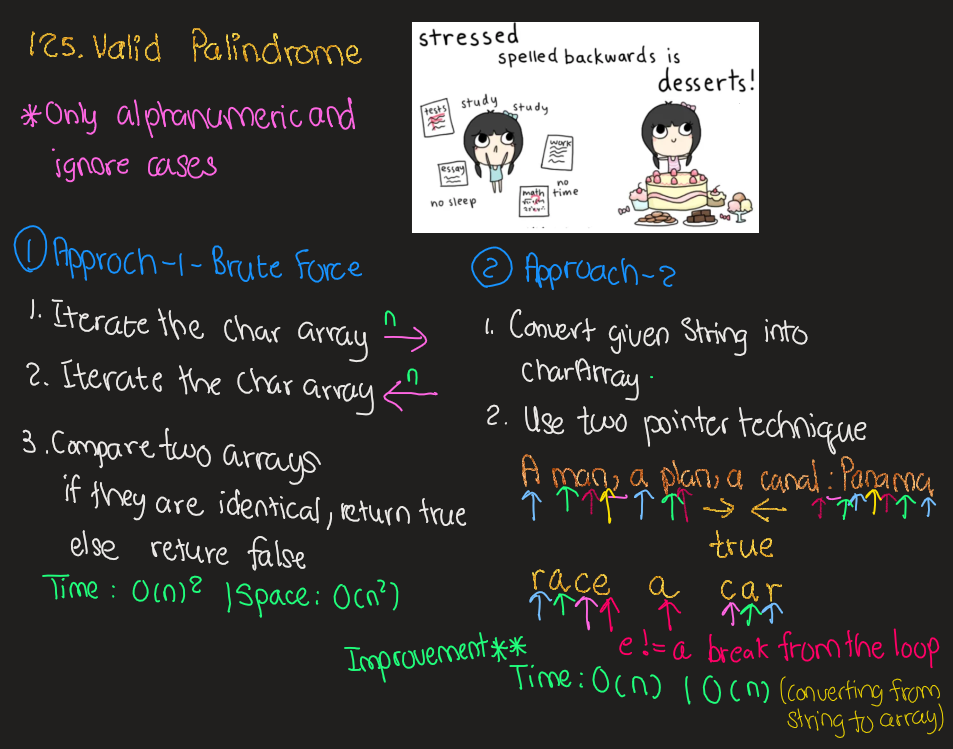 125. Valid Palindrome
*Only alphanumeric and
ignore cases
stressed
spelled backwards is
desserts!
tests
study
study
work
essay
no sleep
math
no
time
① Approch-1-Brute Force
1. Iterate the char array n
2. Iterate the char array n
3. Compare two arrays
if they are identical, return true
else reture false
Time: O(n)² | Space: O(n²)
② Approach-2
1. Convert given String into
charArray.
2. Use two pointer technique
A man, a plan, a canal: Panama
true
race a car
e != a break from the loop
Improvement**
Time: O(n) | O(n) (converting from
string to array)